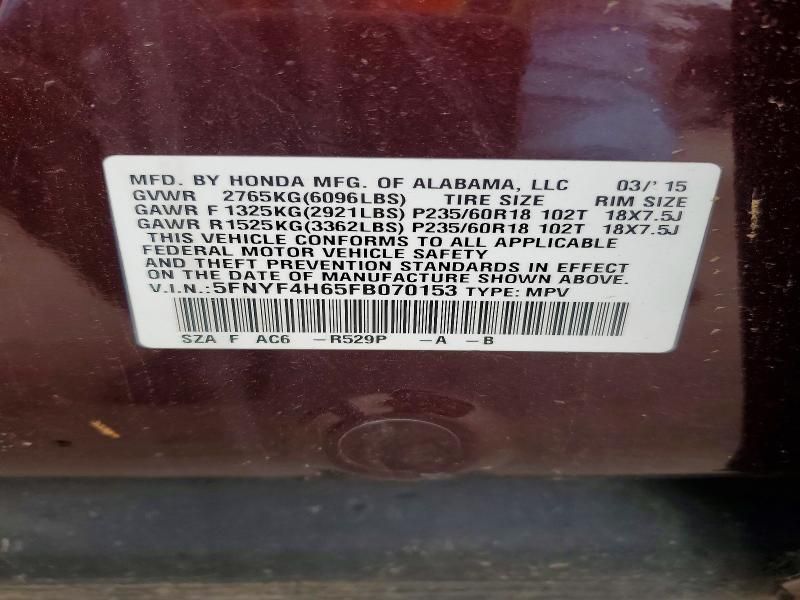 MFD. BY HONDA MFG. OF ALABAMA, LLC 03/'15
GVWR 2765KG(6096LBS) TIRE SIZE RIM SIZE
GAWR F 1325KG(2921LBS) P235/60R18 102T 18X7.5J
GAWR R1525KG(3362LBS) P235/60R18 102T 18X7.5J
THIS VEHICLE CONFORMS TO ALL APPLICABLE
FEDERAL MOTOR VEHICLE SAFETY
AND THEFT PREVENTION STANDARDS IN EFFECT
ON THE DATE OF MANUFACTURE SHOWN ABOVE.
V.I.N.:5FNYF4H65FB070153 TYPE: MPV
SZA F AC6 -R529P -A -B